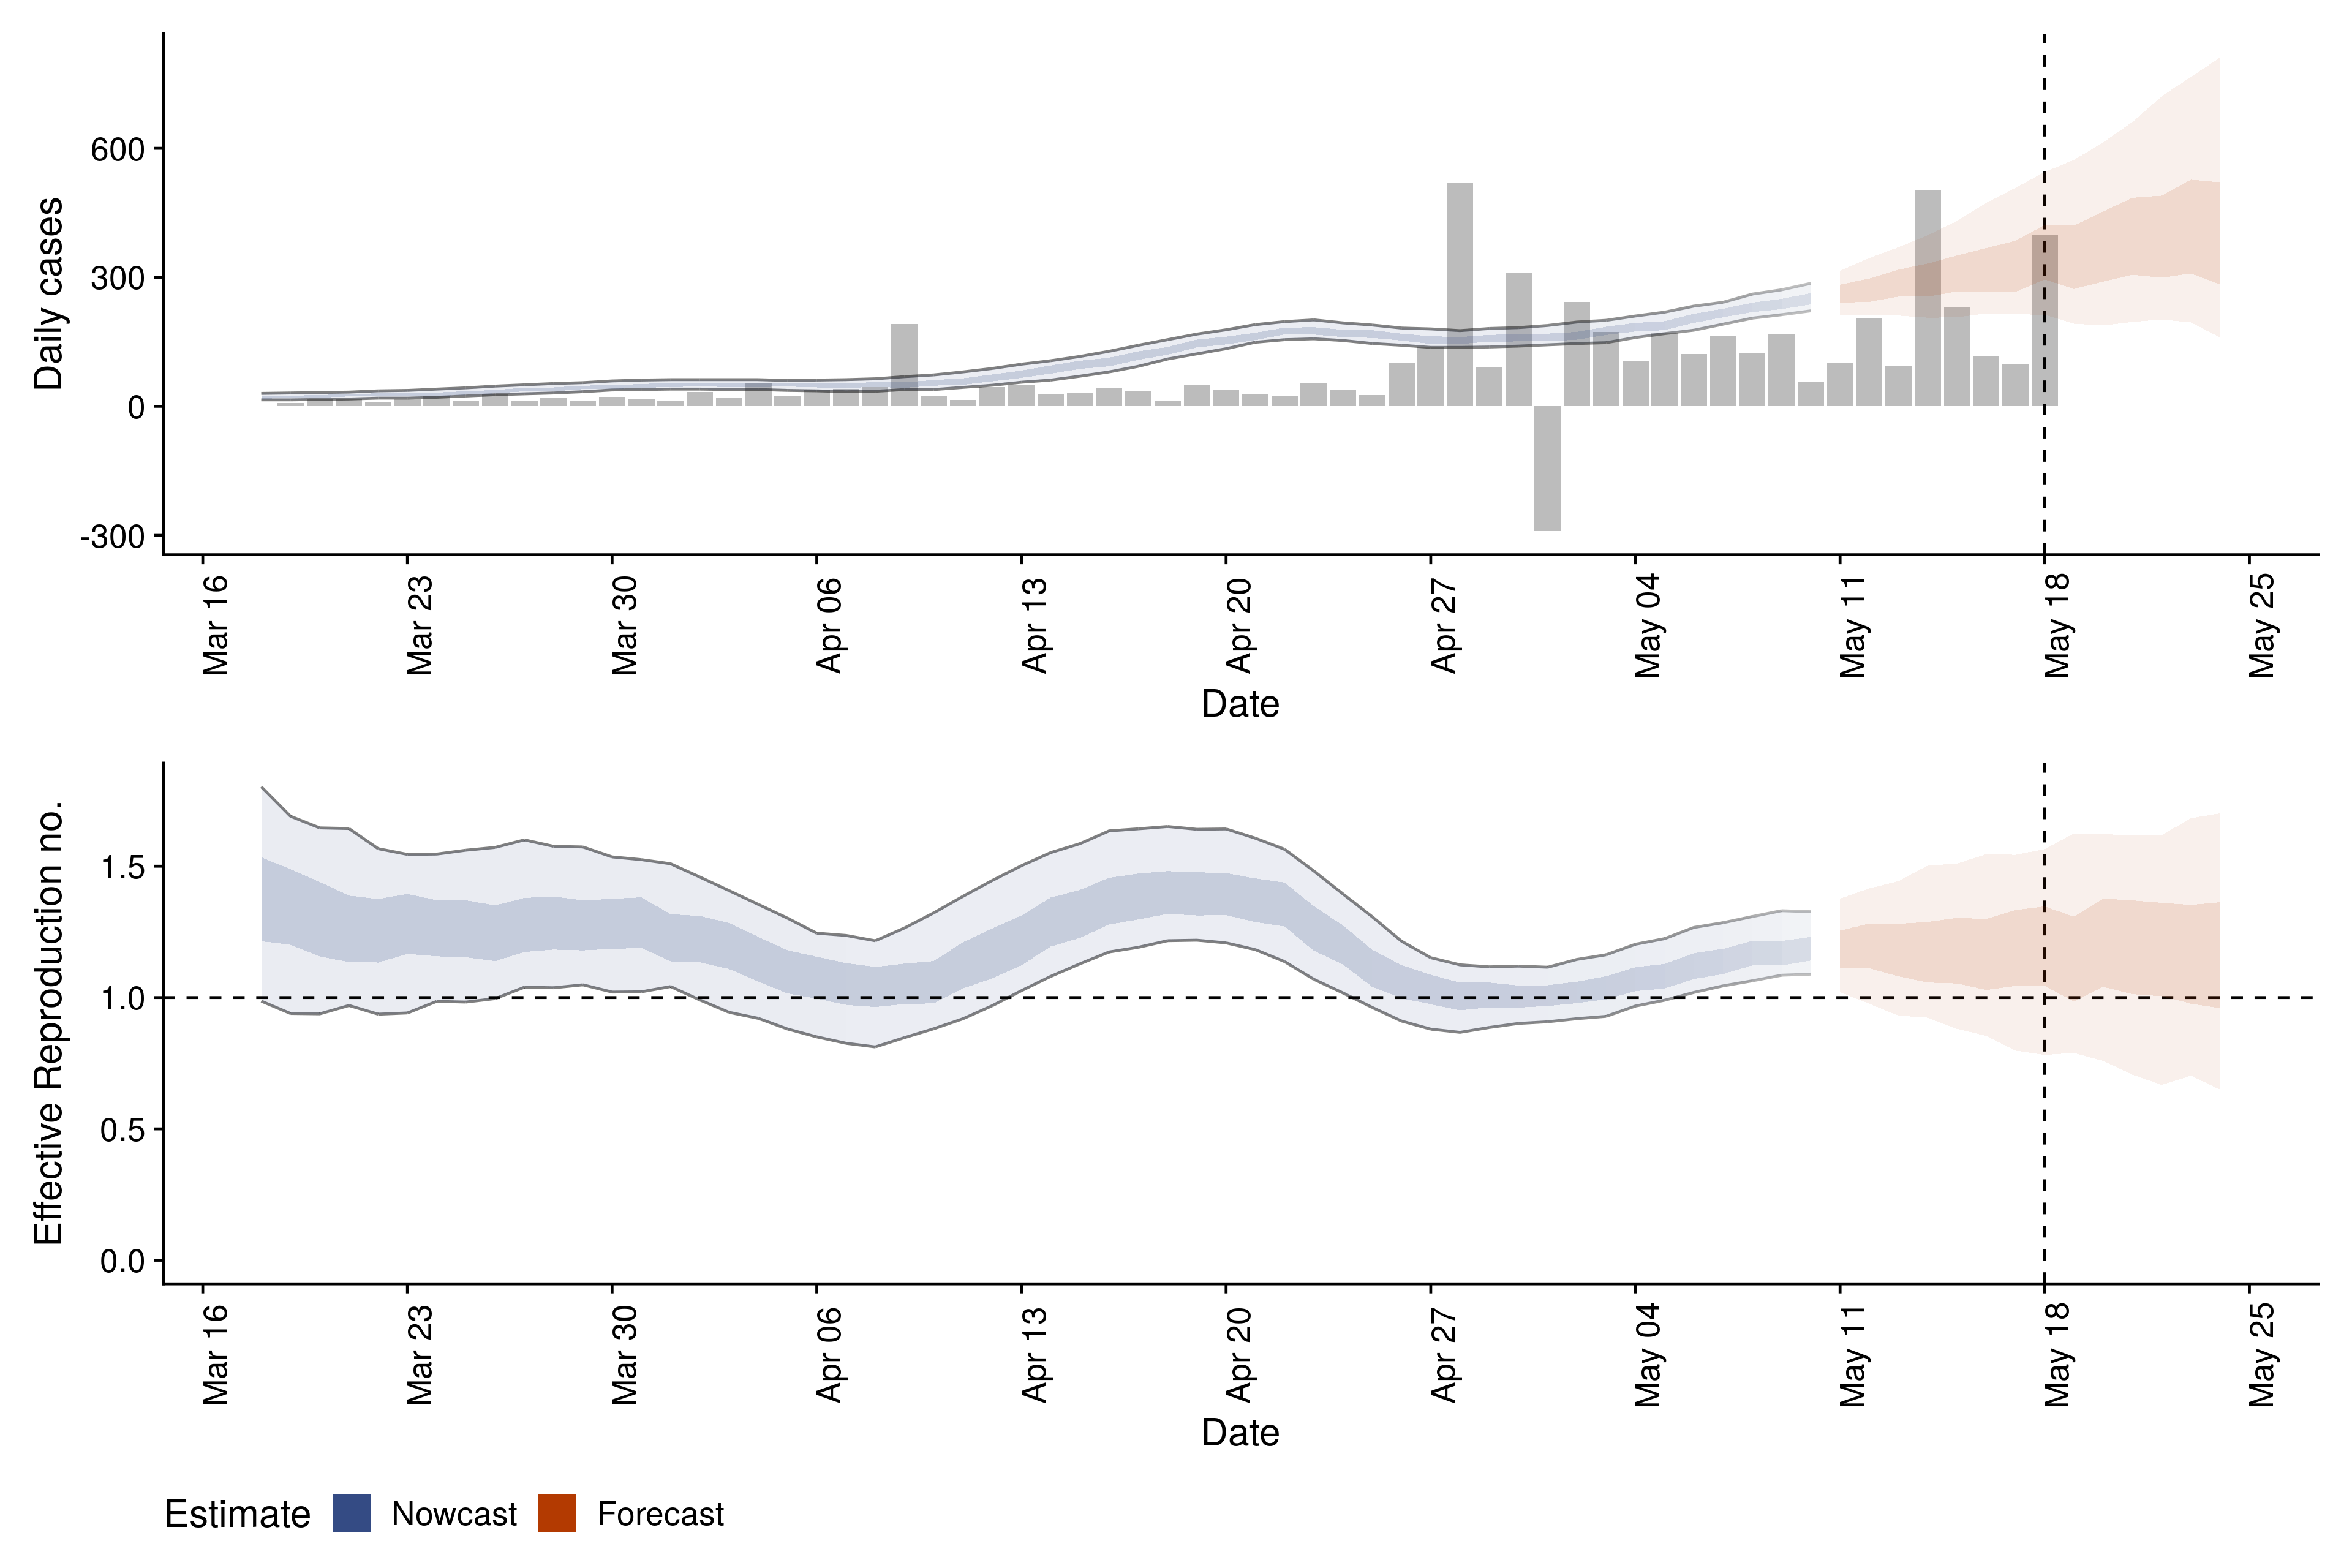 Daily cases
600
300
0
-300
Mar 16
Mar 23
Mar 30
Apr 06
Apr 13
Apr 20
Apr 27
May 04
May 11
May 18
May 25
Date
Effective Reproduction no.
1.5
1.0
0.5
0.0
Mar 16
Mar 23
Mar 30
Apr 06
Apr 13
Apr 20
Apr 27
May 04
May 11
May 18
May 25
Date
Estimate Nowcast Forecast